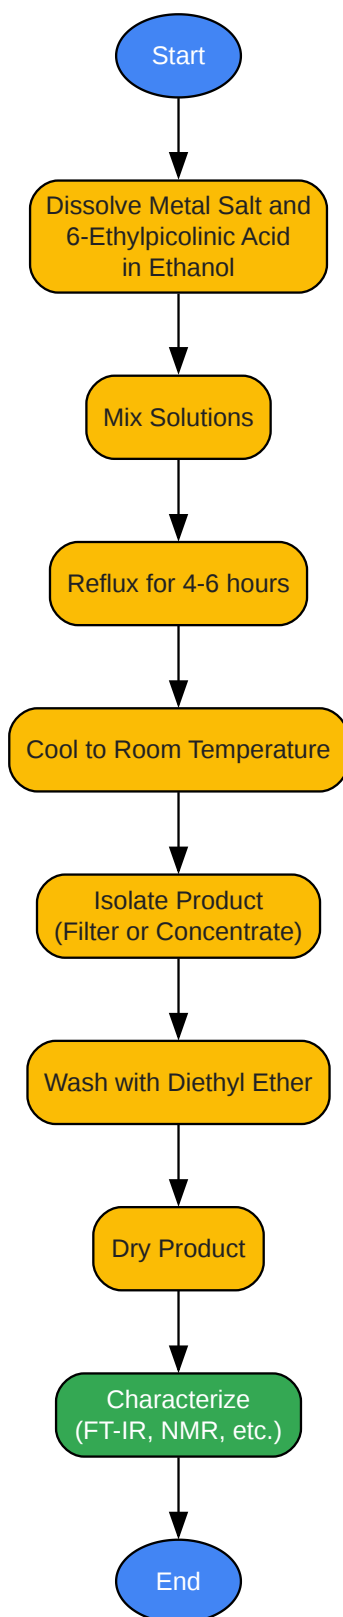 Start
Dissolve Metal Salt and
6-Ethylpicolinic Acid
in Ethanol
Mix Solutions
Reflux for 4-6 hours
Cool to Room Temperature
Isolate Product
(Filter or Concentrate)
Wash with Diethyl Ether
Dry Product
Characterize
(FT-IR, NMR, etc.)
End